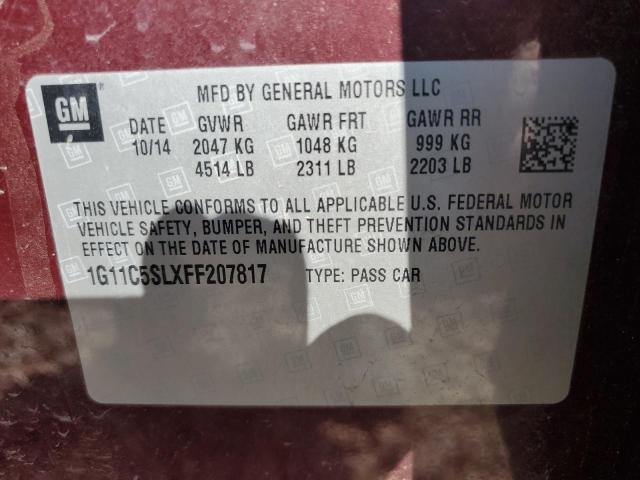 GM
MFD BY GENERAL MOTORS LLC
DATE GVWR GAWR FRT GAWR RR
10/14 2047 KG 1048 KG 999 KG
4514 LB 2311 LB 2203 LB
THIS VEHICLE CONFORMS TO ALL APPLICABLE U.S. FEDERAL MOTOR
VEHICLE SAFETY, BUMPER, AND THEFT PREVENTION STANDARDS IN
EFFECT ON THE DATE OF MANUFACTURE SHOWN ABOVE.
1G11C5SLXFF207817 TYPE: PASS CAR